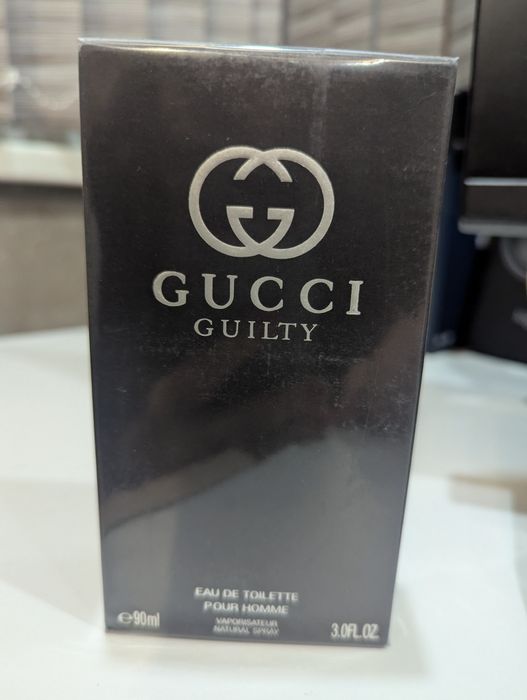 GUCCI
GUILTY
EAU DE TOILETTE
POUR HOMME
VAPORISATEUR
NATURAL SPRAY
℮90ml
3.0FL.OZ